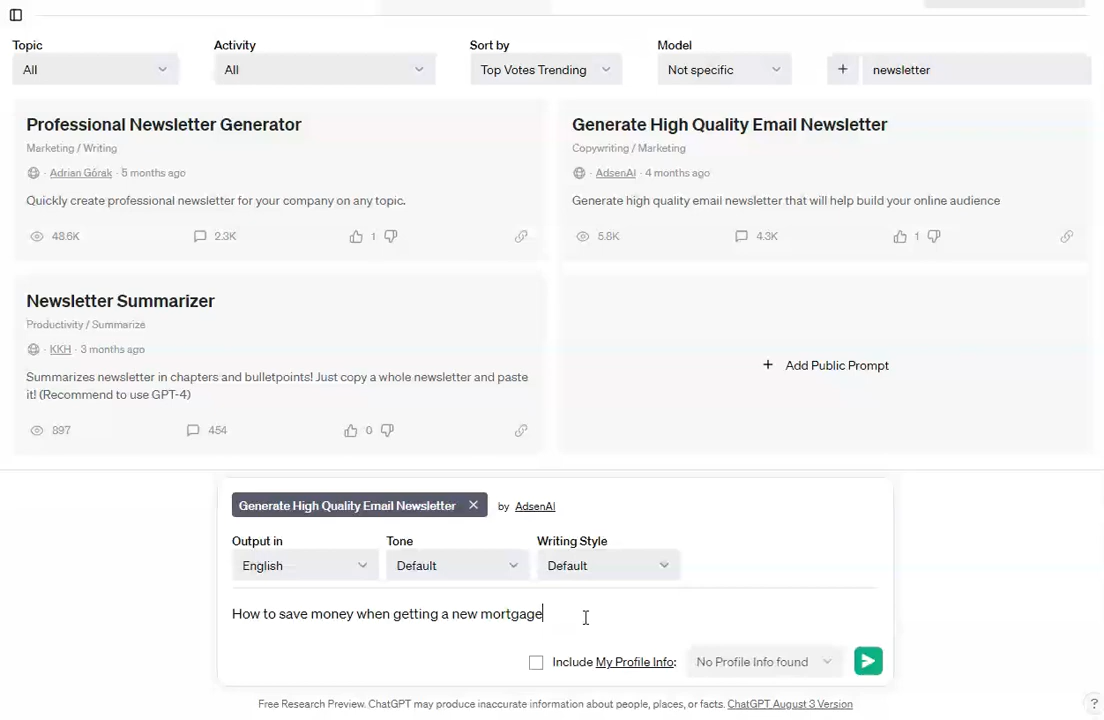 Topic
Activity
Sort by
Model
All
All
Top Votes Trending
Not specific
+ newsletter
Professional Newsletter Generator
Marketing / Writing
· Adrian Górak · 5 months ago
Quickly create professional newsletter for your company on any topic.
48.6K
2.3K
1
Generate High Quality Email Newsletter
Copywriting / Marketing
· AdsenAI · 4 months ago
Generate high quality email newsletter that will help build your online audience
5.8K
4.3K
1
Newsletter Summarizer
Productivity / Summarize
· KKH · 3 months ago
Summarizes newsletter in chapters and bulletpoints! Just copy a whole newsletter and paste
it! (Recommend to use GPT-4)
897
454
0
+ Add Public Prompt
Generate High Quality Email Newsletter
by AdsenAI
Output in
Tone
Writing Style
English
Default
Default
How to save money when getting a new mortgage
Include My Profile Info:
No Profile Info found
Free Research Preview. ChatGPT may produce inaccurate information about people, places, or facts. ChatGPT August 3 Version
?